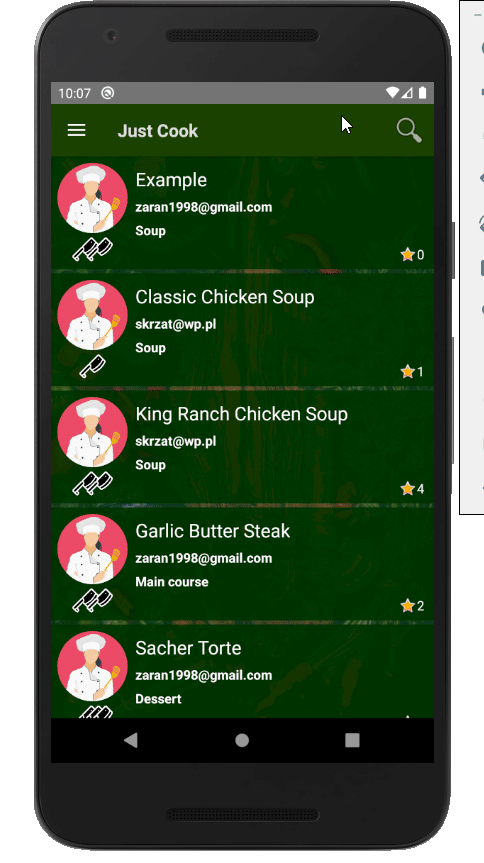 10:07
Just Cook
Example
zaran1998@gmail.com
Soup
0
Classic Chicken Soup
skrzat@wp.pl
Soup
1
King Ranch Chicken Soup
skrzat@wp.pl
Soup
4
Garlic Butter Steak
zaran1998@gmail.com
Main course
2
Sacher Torte
zaran1998@gmail.com
Dessert